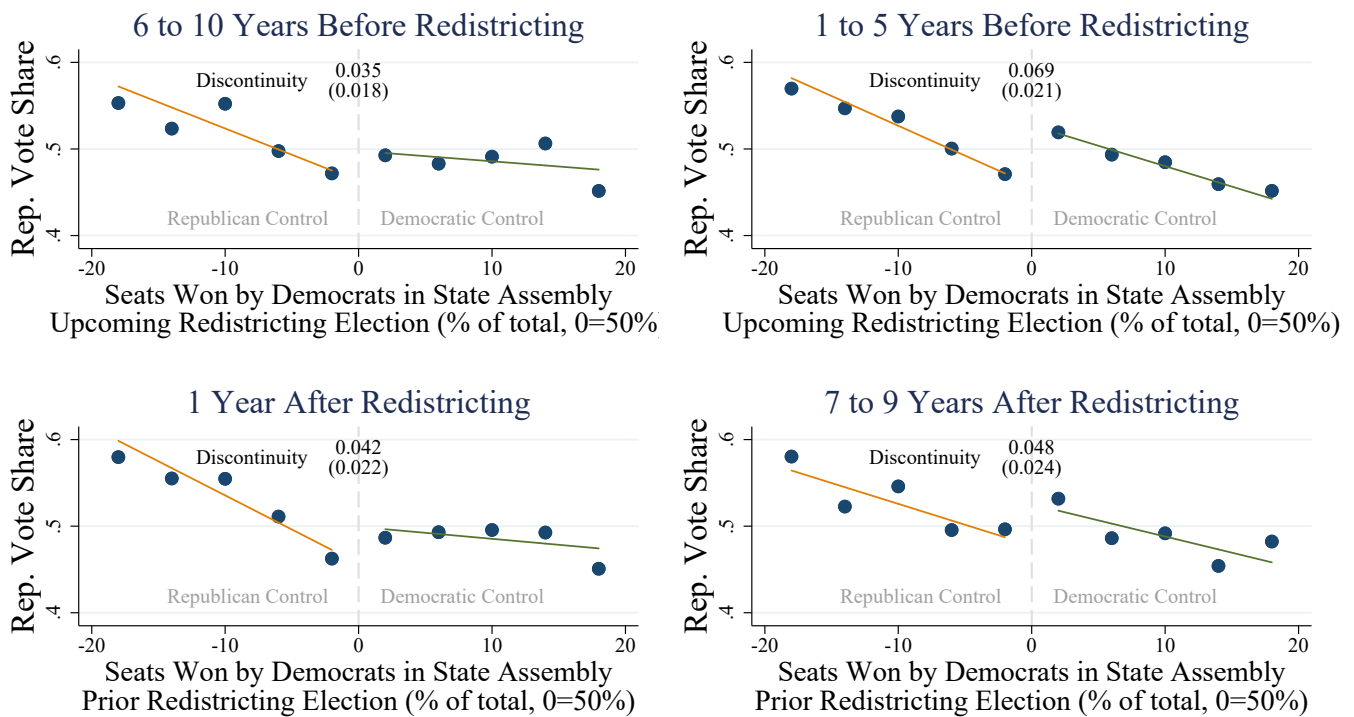 6 to 10 Years Before Redistricting
Rep. Vote Share
.6
.5
.4
Discontinuity
0.035
(0.018)
Republican Control
Democratic Control
-20
-10
0
10
20
Seats Won by Democrats in State Assembly
Upcoming Redistricting Election (% of total, 0=50%
1 to 5 Years Before Redistricting
Rep. Vote Share
.6
.5
.4
Discontinuity
0.069
(0.021)
Republican Control
Democratic Control
-20
-10
0
10
20
Seats Won by Democrats in State Assembly
Upcoming Redistricting Election (% of total, 0=50%)
1 Year After Redistricting
Rep. Vote Share
.6
.5
.4
Discontinuity
0.042
(0.022)
Republican Control
Democratic Control
-20
-10
0
10
20
Seats Won by Democrats in State Assembly
Prior Redistricting Election (% of total, 0=50%)
7 to 9 Years After Redistricting
Rep. Vote Share
.6
.5
.4
Discontinuity
0.048
(0.024)
Republican Control
Democratic Control
-20
-10
0
10
20
Seats Won by Democrats in State Assembly
Prior Redistricting Election (% of total, 0=50%)